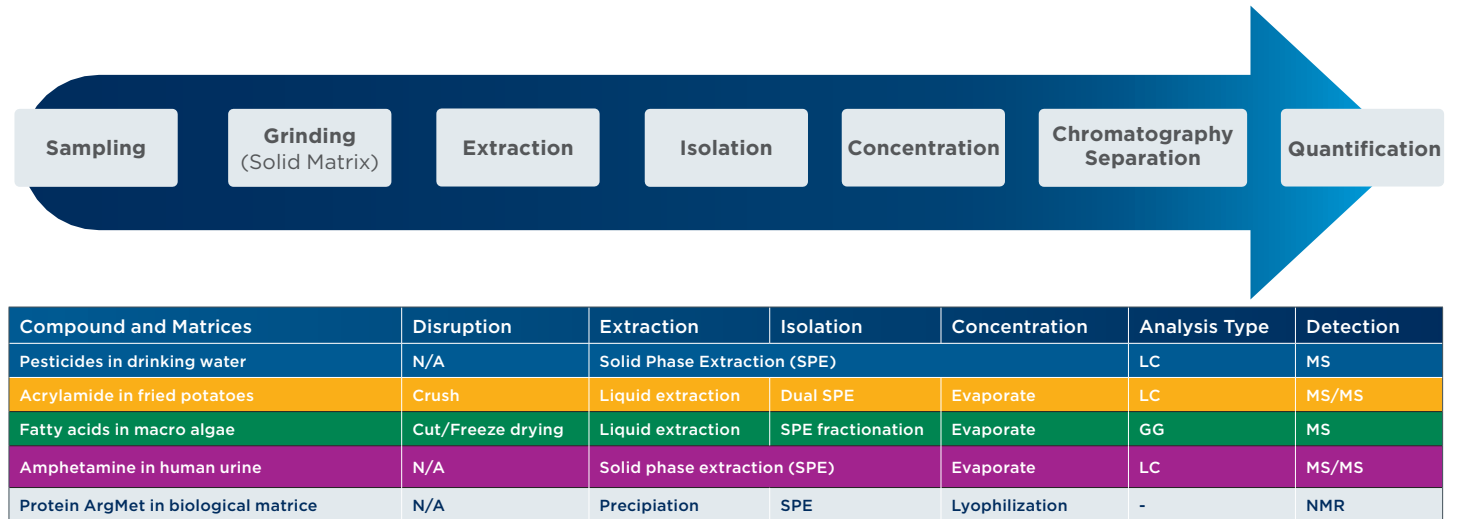 Sampling
Grinding
(Solid Matrix)
Extraction
Isolation
Concentration
Chromatography
Separation
Quantification
Compound and Matrices Disruption Extraction Isolation Concentration Analysis Type Detection
Pesticides in drinking water N/A Solid Phase Extraction (SPE) LC MS
Acrylamide in fried potatoes Crush Liquid extraction Dual SPE Evaporate LC MS/MS
Fatty acids in macro algae Cut/Freeze drying Liquid extraction SPE fractionation Evaporate GG MS
Amphetamine in human urine N/A Solid phase extraction (SPE) Evaporate LC MS/MS
Protein ArgMet in biological matrice N/A Precipiation SPE Lyophilization - NMR